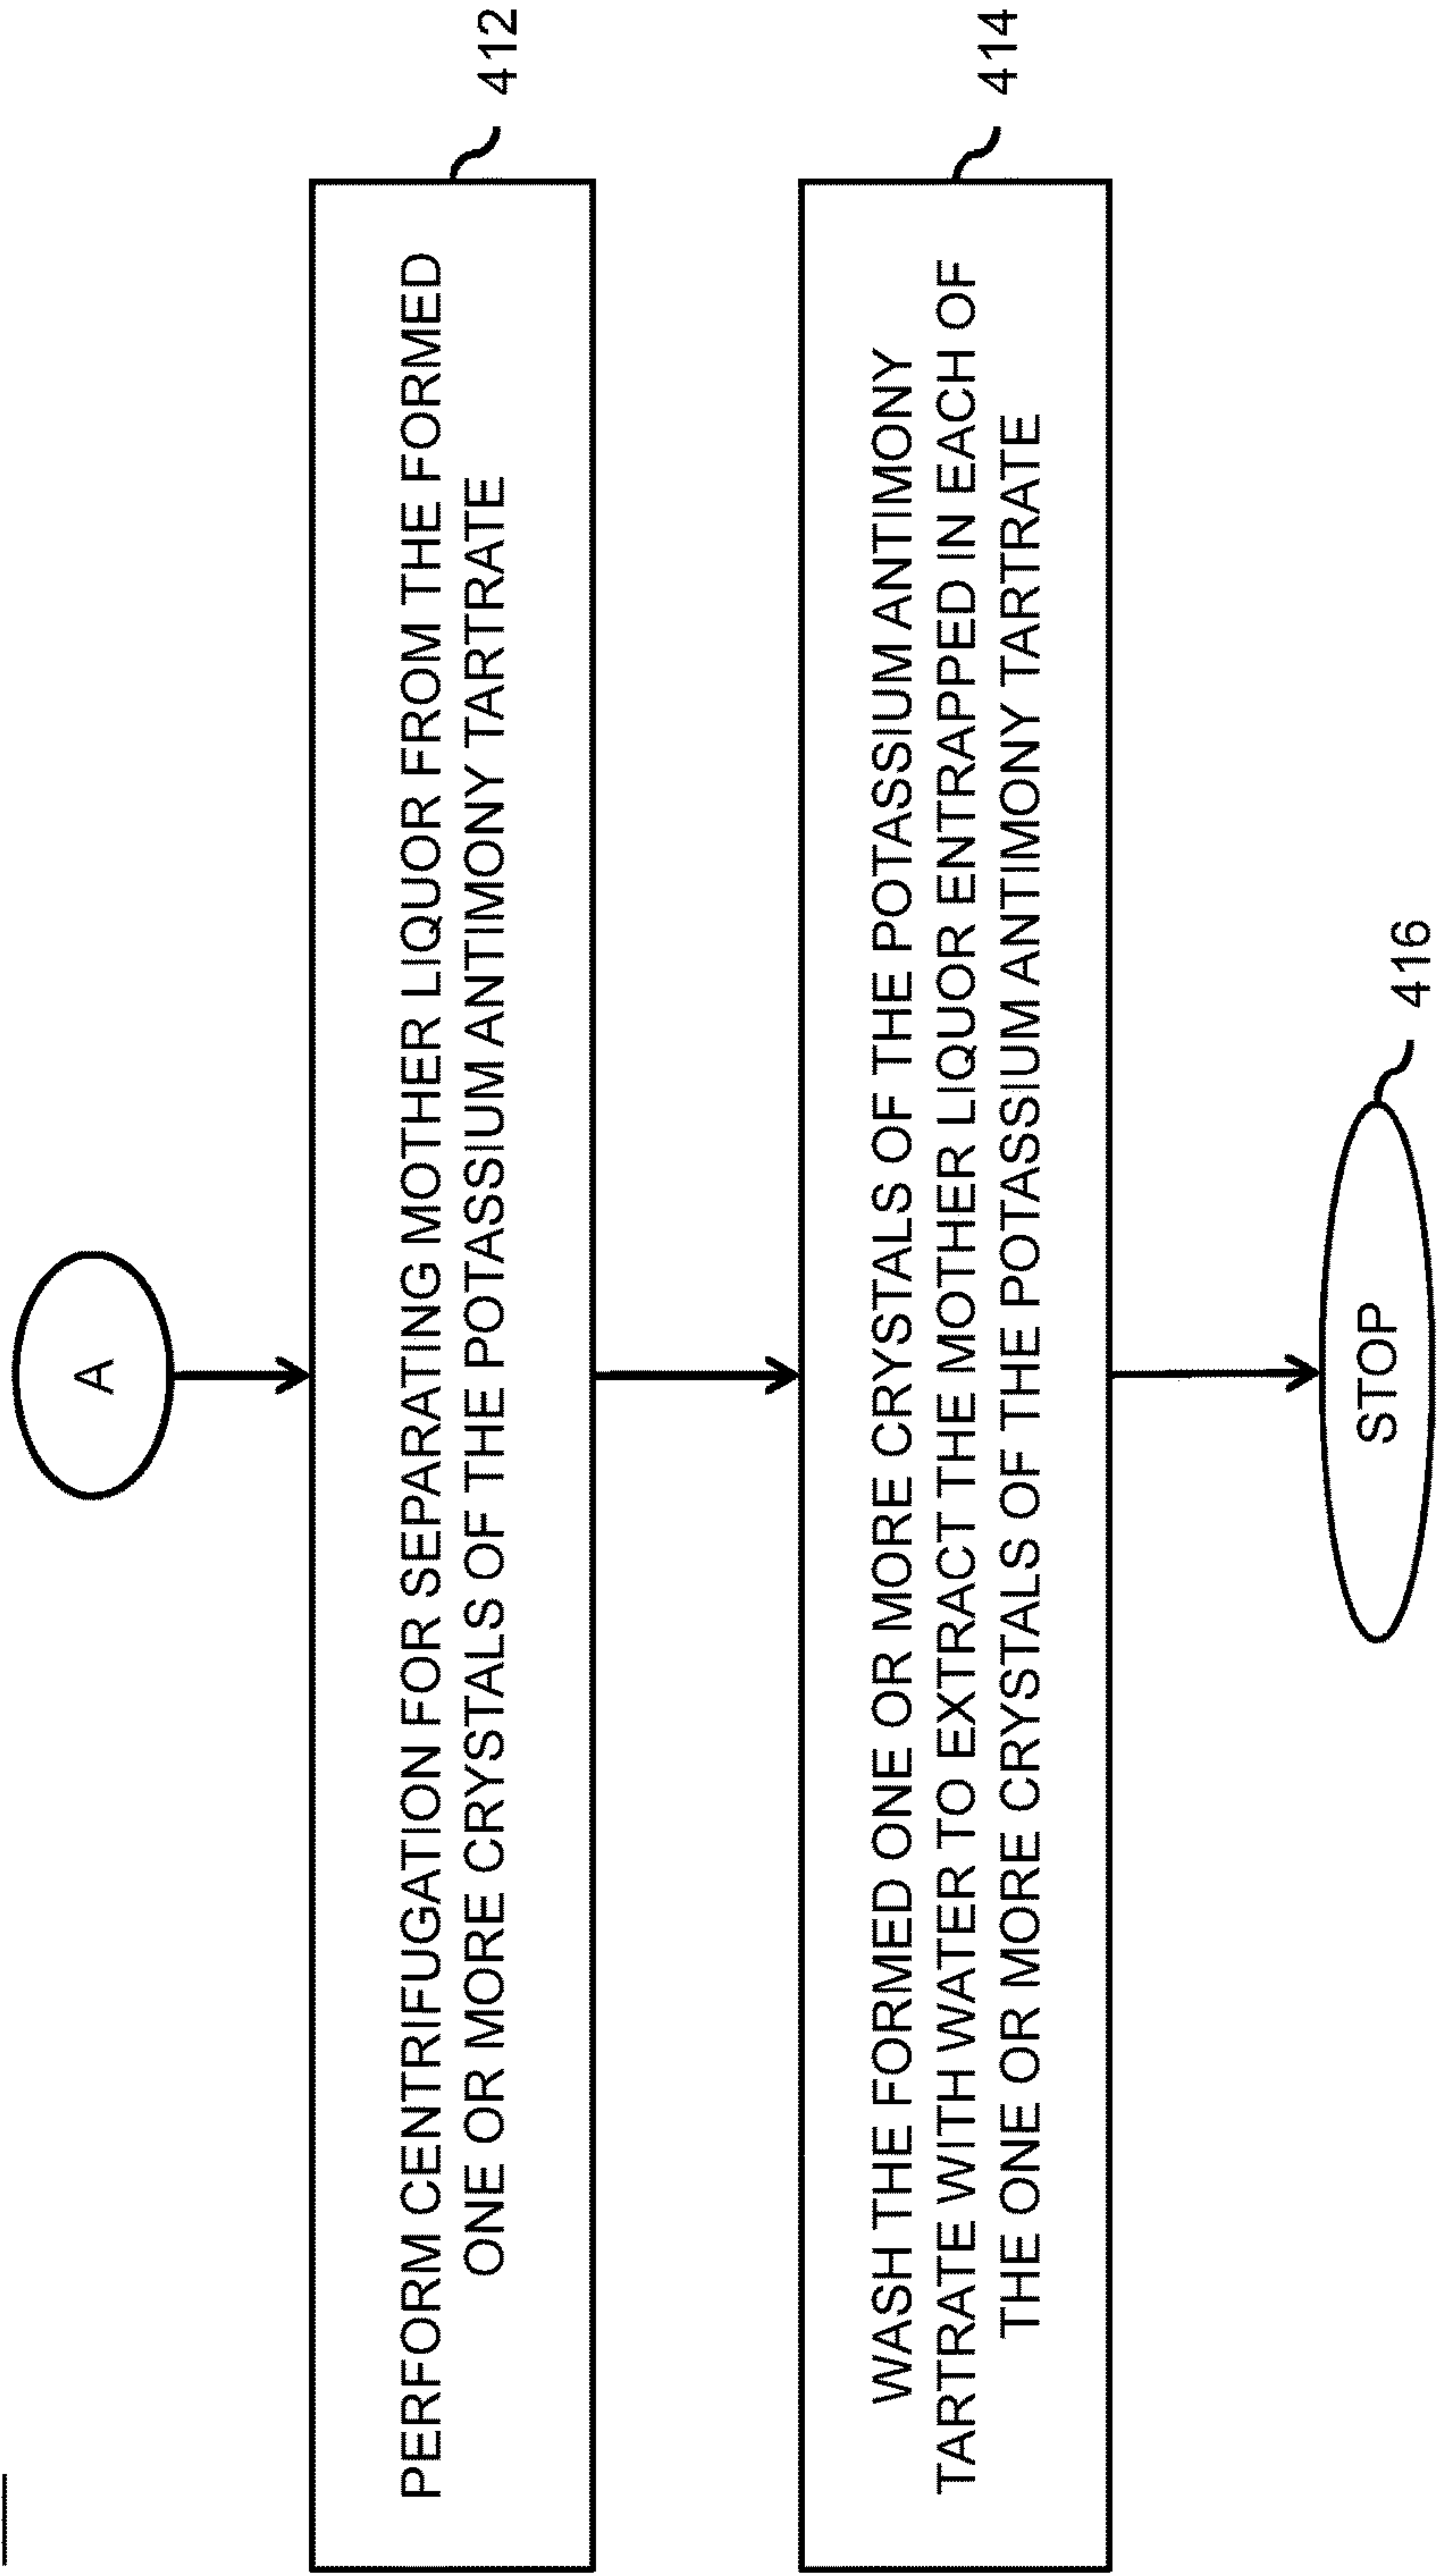 A
PERFORM CENTRIFUGATION FOR SEPARATING MOTHER LIQUOR FROM THE FORMED
ONE OR MORE CRYSTALS OF THE POTASSIUM ANTIMONY TARTRATE
412
WASH THE FORMED ONE OR MORE CRYSTALS OF THE POTASSIUM ANTIMONY
TARTRATE WITH WATER TO EXTRACT THE MOTHER LIQUOR ENTRAPPED IN EACH OF
THE ONE OR MORE CRYSTALS OF THE POTASSIUM ANTIMONY TARTRATE
414
STOP
416